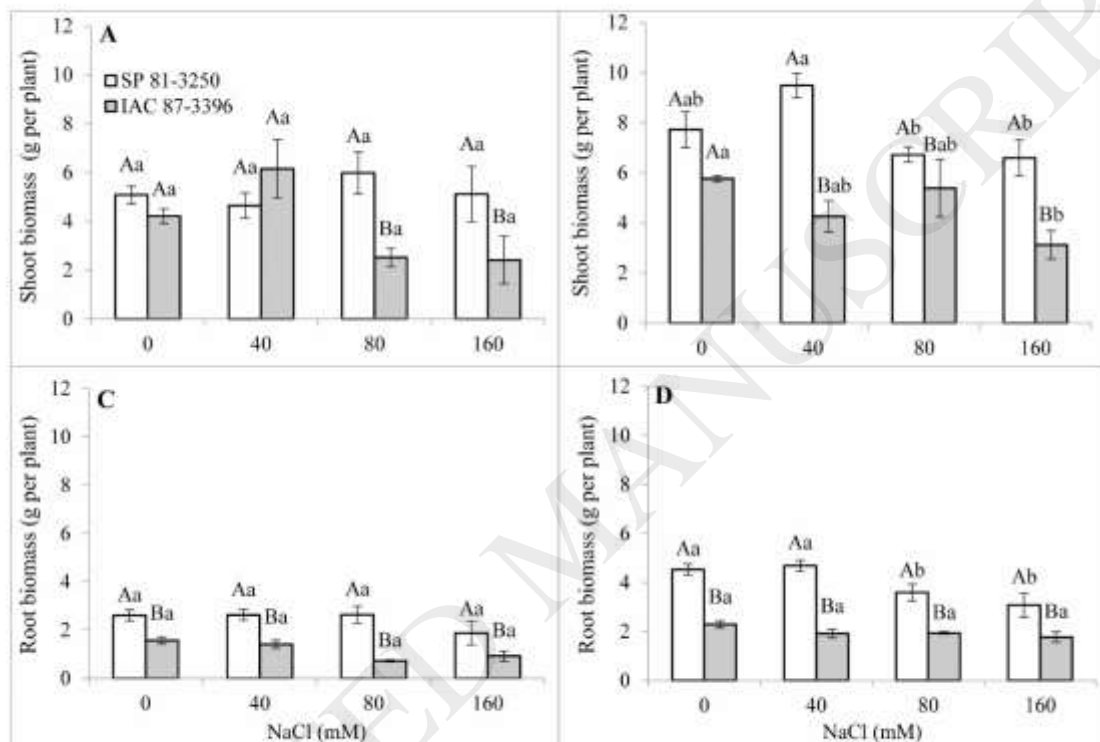 A
SP 81-3250
IAC 87-3396
Shoot biomass (g per plant)
12
10
8
6
4
2
0
Aa
Aa
Aa
Aa
Aa
Ba
Aa
Ba
0 40 80 160
Shoot biomass (g per plant)
12
10
8
6
4
2
0
Aab
Aa
Aa
Bab
Ab
Bab
Ab
Bb
0 40 80 160
C
Root biomass (g per plant)
12
10
8
6
4
2
0
Aa
Ba
Aa
Ba
Aa
Ba
Aa
Ba
0 40 80 160
NaCl (mM)
D
Root biomass (g per plant)
12
10
8
6
4
2
0
Aa
Ba
Aa
Ba
Ab
Ba
Ab
Ba
0 40 80 160
NaCl (mM)
ED MANUSCRIP